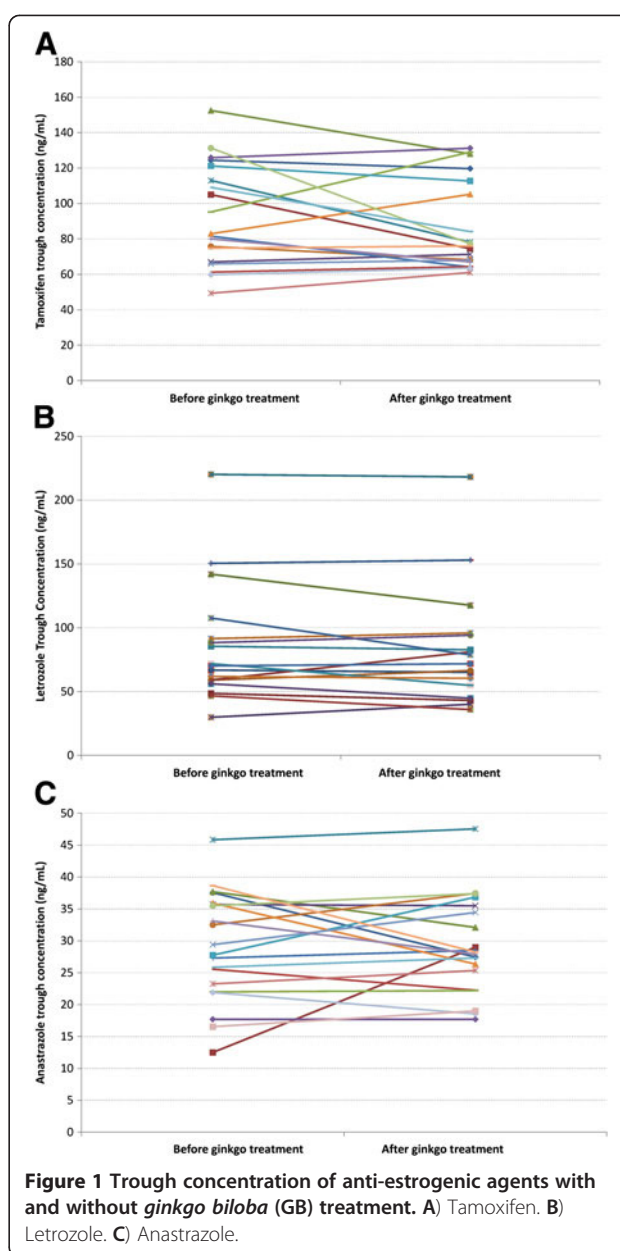 A
180
160
140
120
100
80
60
40
20
0
Tamoxifen trough concentration (ng/mL)
Before ginkgo treatment After ginkgo treatment
B
250
200
150
100
50
0
Letrozole Trough Concentration (ng/mL)
Before ginkgo treatment After ginkgo treatment
C
50
45
40
35
30
25
20
15
10
5
0
Anastrazole trough concentration (ng/mL)
Before ginkgo treatment After ginkgo treatment
Figure 1 Trough concentration of anti-estrogenic agents with
and without ginkgo biloba (GB) treatment. A) Tamoxifen. B)
Letrozole. C) Anastrazole.